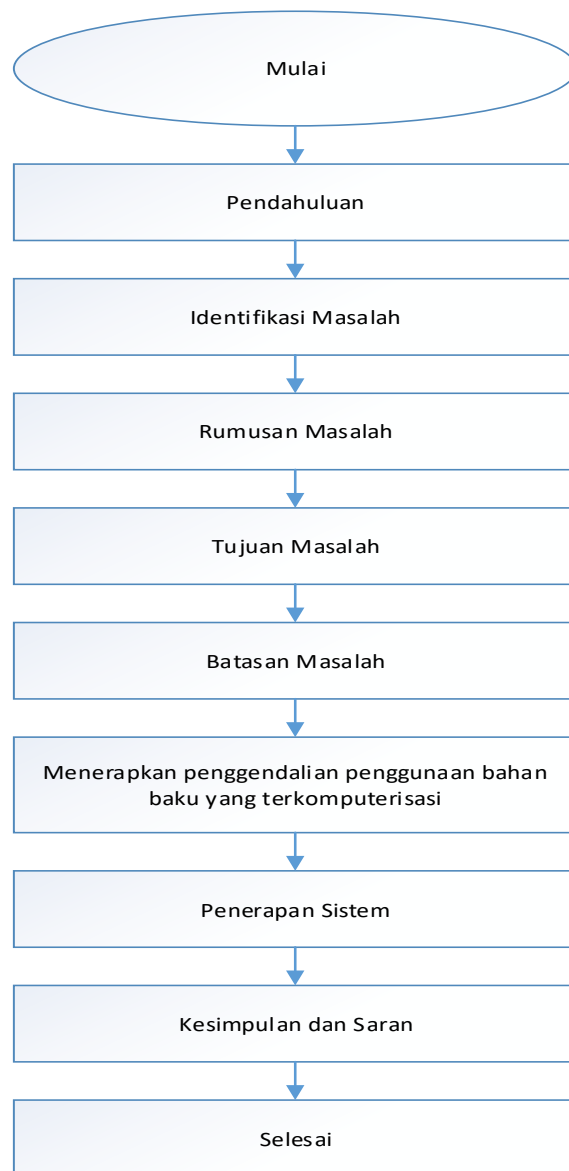 Mulai
Pendahuluan
Identifikasi Masalah
Rumusan Masalah
Tujuan Masalah
Batasan Masalah
Menerapkan penggendalian penggunaan bahan
baku yang terkomputerisasi
Penerapan Sistem
Kesimpulan dan Saran
Selesai